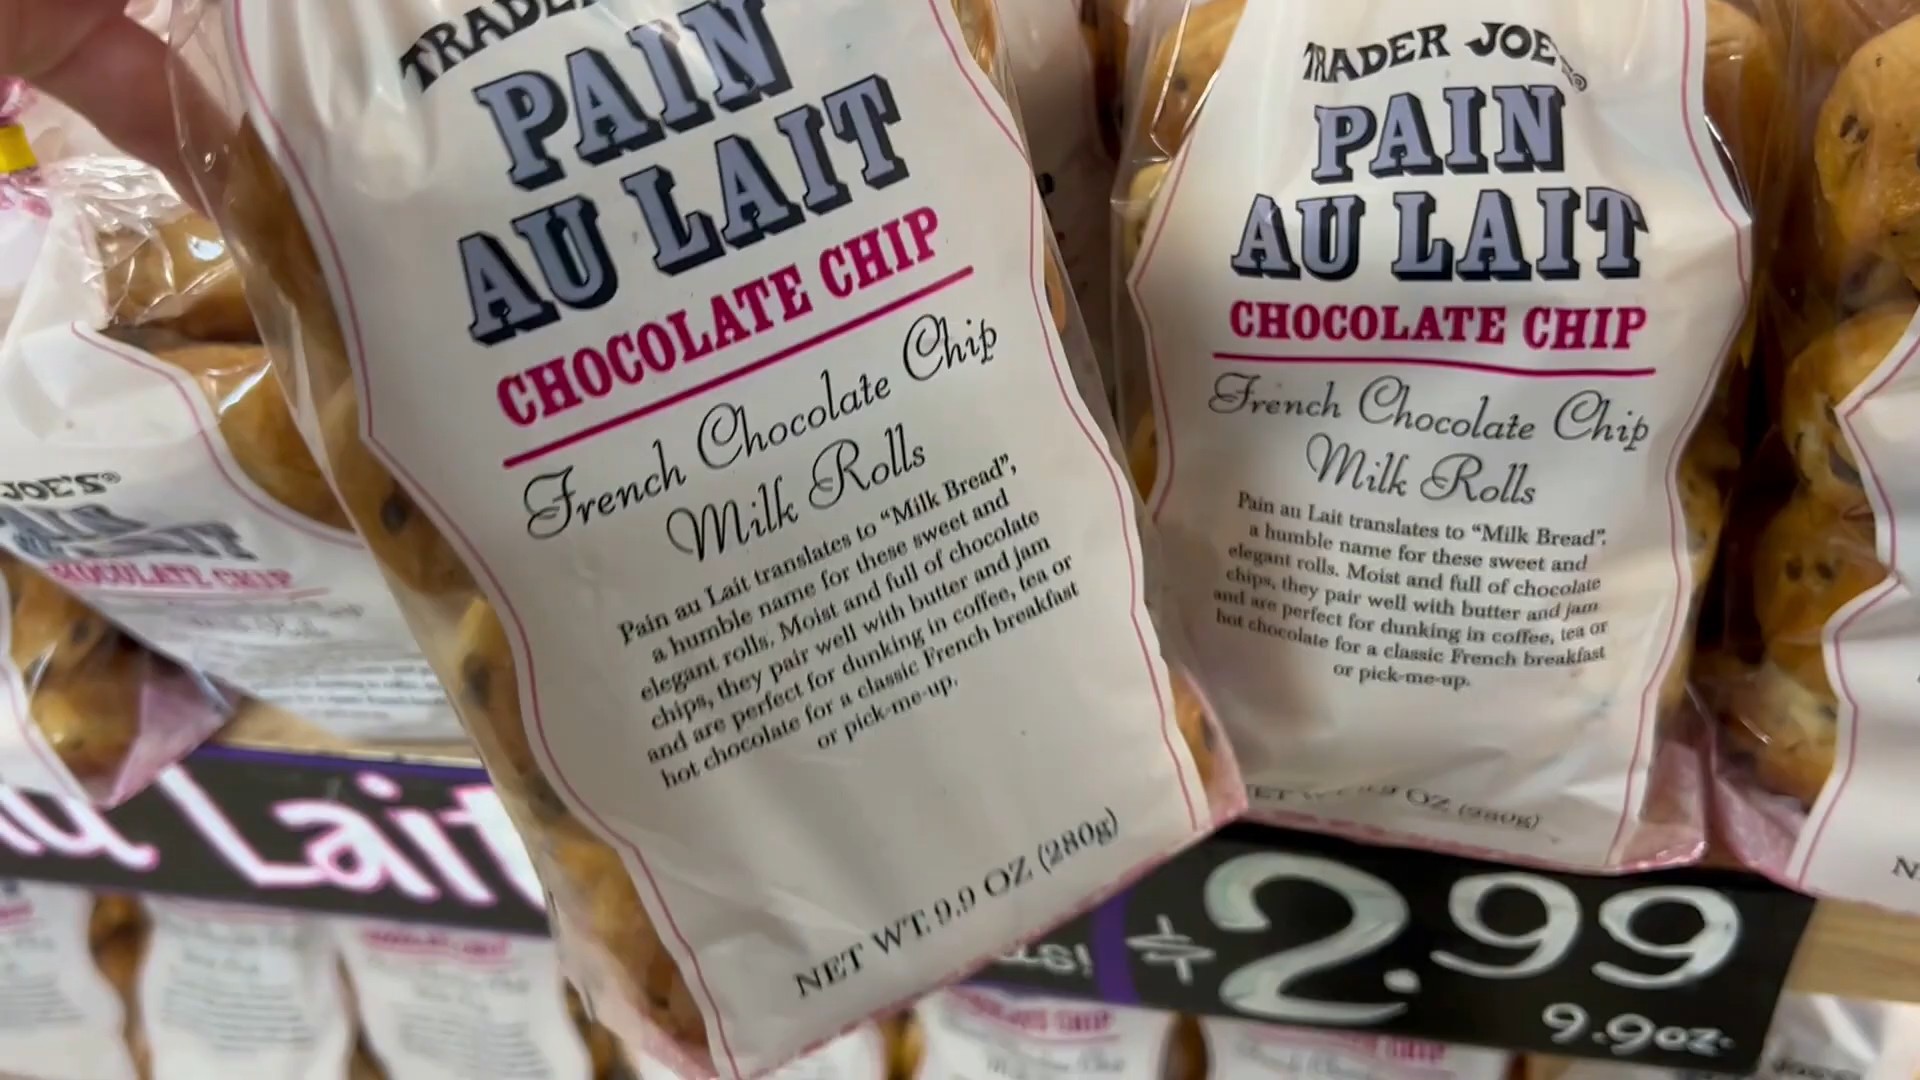 TRADER
PAIN
AU LAIT
CHOCOLATE CHIP
French Chocolate Chip
Milk Rolls
Pain au Lait translates to “Milk Bread”,
a humble name for these sweet and
elegant rolls. Moist and full of chocolate
chips, they pair well with butter and jam
and are perfect for dunking in coffee, tea or
hot chocolate for a classic French breakfast
or pick-me-up.
NET WT. 9.9 OZ (280g)
TRADER JOE'S®
PAIN
AU LAIT
CHOCOLATE CHIP
French Chocolate Chip
Milk Rolls
Pain au Lait translates to “Milk Bread”,
a humble name for these sweet and
elegant rolls. Moist and full of chocolate
chips, they pair well with butter and jam
and are perfect for dunking in coffee, tea or
hot chocolate for a classic French breakfast
or pick-me-up.
OZ (280g)
JOE'S®
PAIN
AU LAIT
CHOCOLATE CHIP
au Lait
$2.99
9.9oz.